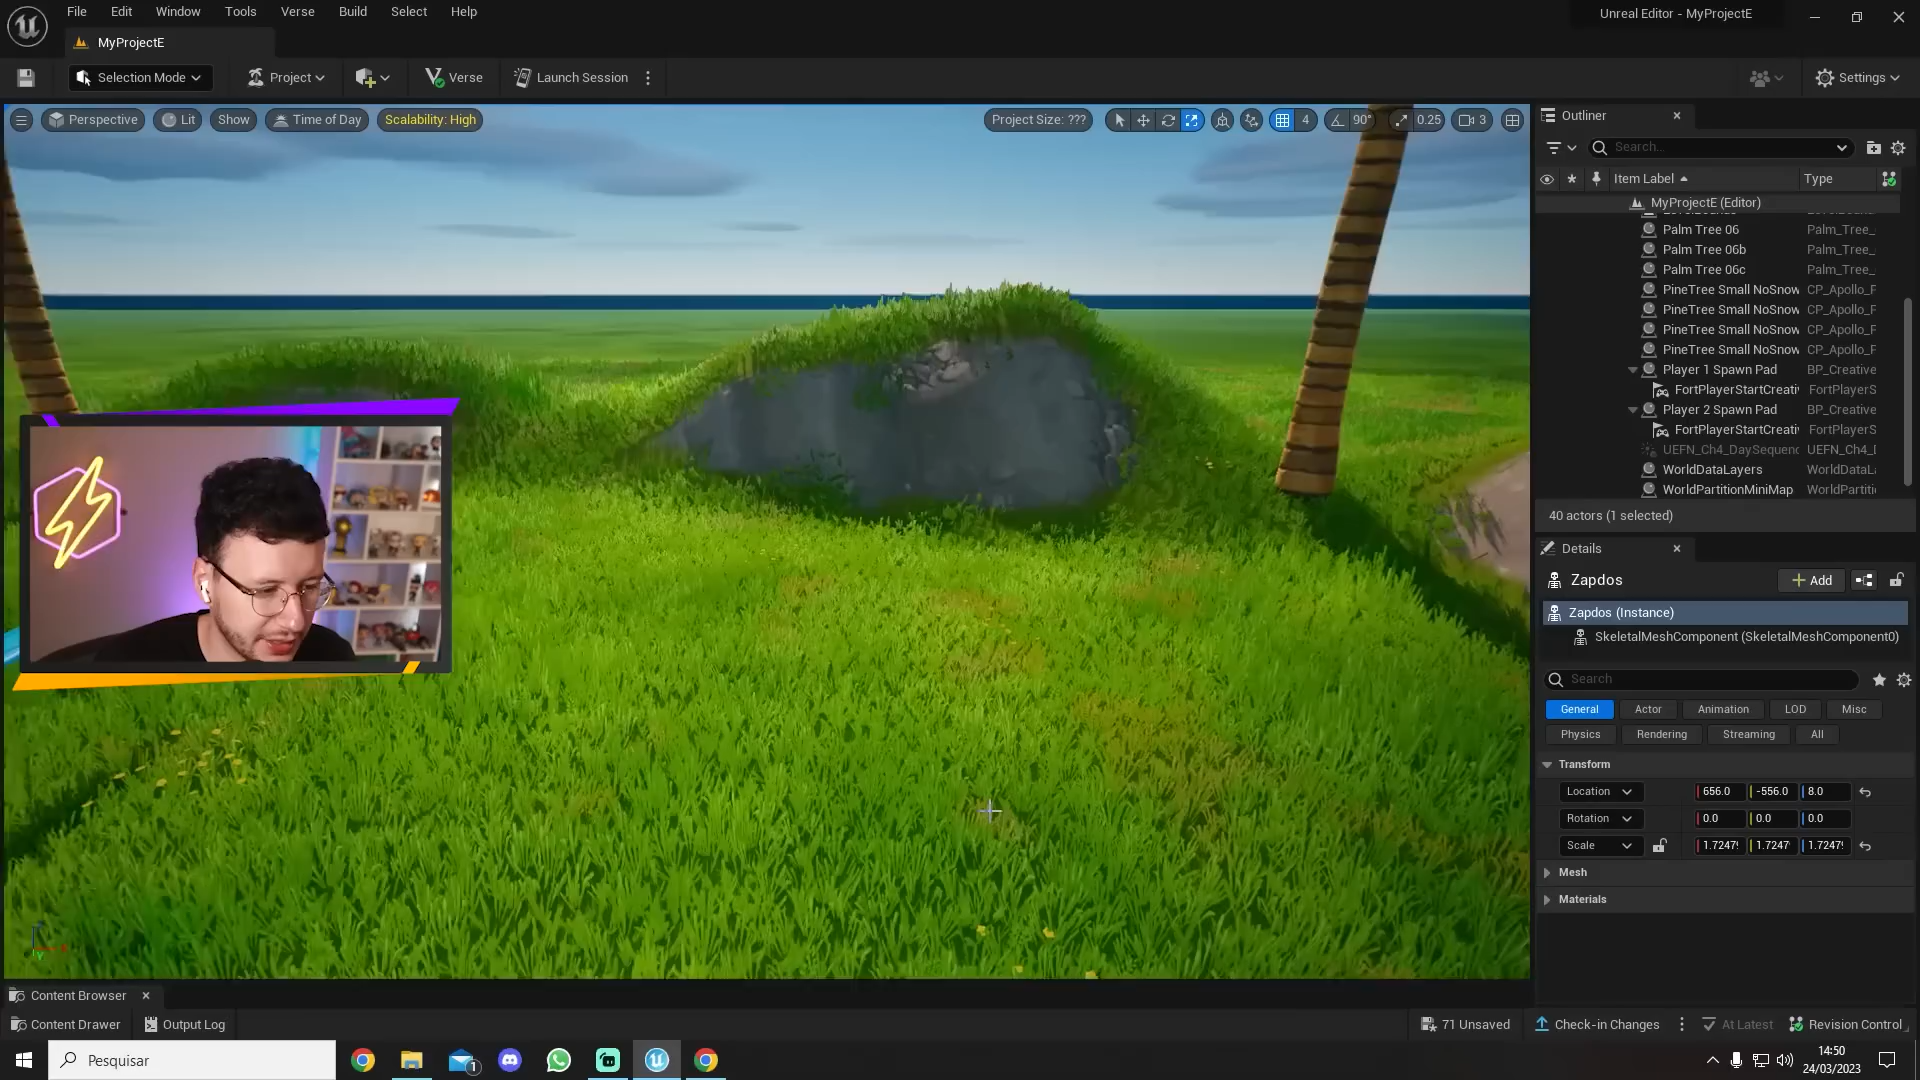 File Edit Window Tools Verse Build Select Help
Unreal Editor - MyProjectE
MyProjectE
Selection Mode
Project
Verse
Launch Session
Settings
Perspective
Lit
Show
Time of Day
Scalability: High
Project Size: ???
4
90°
0.25
3
Outliner
Search...
Item Label
Type
MyProjectE (Editor)
Palm Tree 06 Palm_Tree_
Palm Tree 06b Palm_Tree_
Palm Tree 06c Palm_Tree_
PineTree Small NoSnow CP_Apollo_F
PineTree Small NoSnow CP_Apollo_F
PineTree Small NoSnow CP_Apollo_F
PineTree Small NoSnow CP_Apollo_F
Player 1 Spawn Pad BP_Creative
FortPlayerStartCreati FortPlayerS
Player 2 Spawn Pad BP_Creative
FortPlayerStartCreati FortPlayerS
UEFN_Ch4_DaySequenc UEFN_Ch4_D
WorldDataLayers WorldDataL
WorldPartitionMiniMap WorldPartiti
40 actors (1 selected)
Details
Zapdos
Add
Zapdos (Instance)
SkeletalMeshComponent (SkeletalMeshComponent0)
Search
General Actor Animation LOD Misc
Physics Rendering Streaming All
Transform
Location 656.0 -556.0 8.0
Rotation 0.0 0.0 0.0
Scale 1.7247 1.7247 1.7247
Mesh
Materials
Content Browser
Content Drawer
Output Log
71 Unsaved
Check-in Changes
At Latest
Revision Control
Pesquisar
1
14:50
24/03/2023